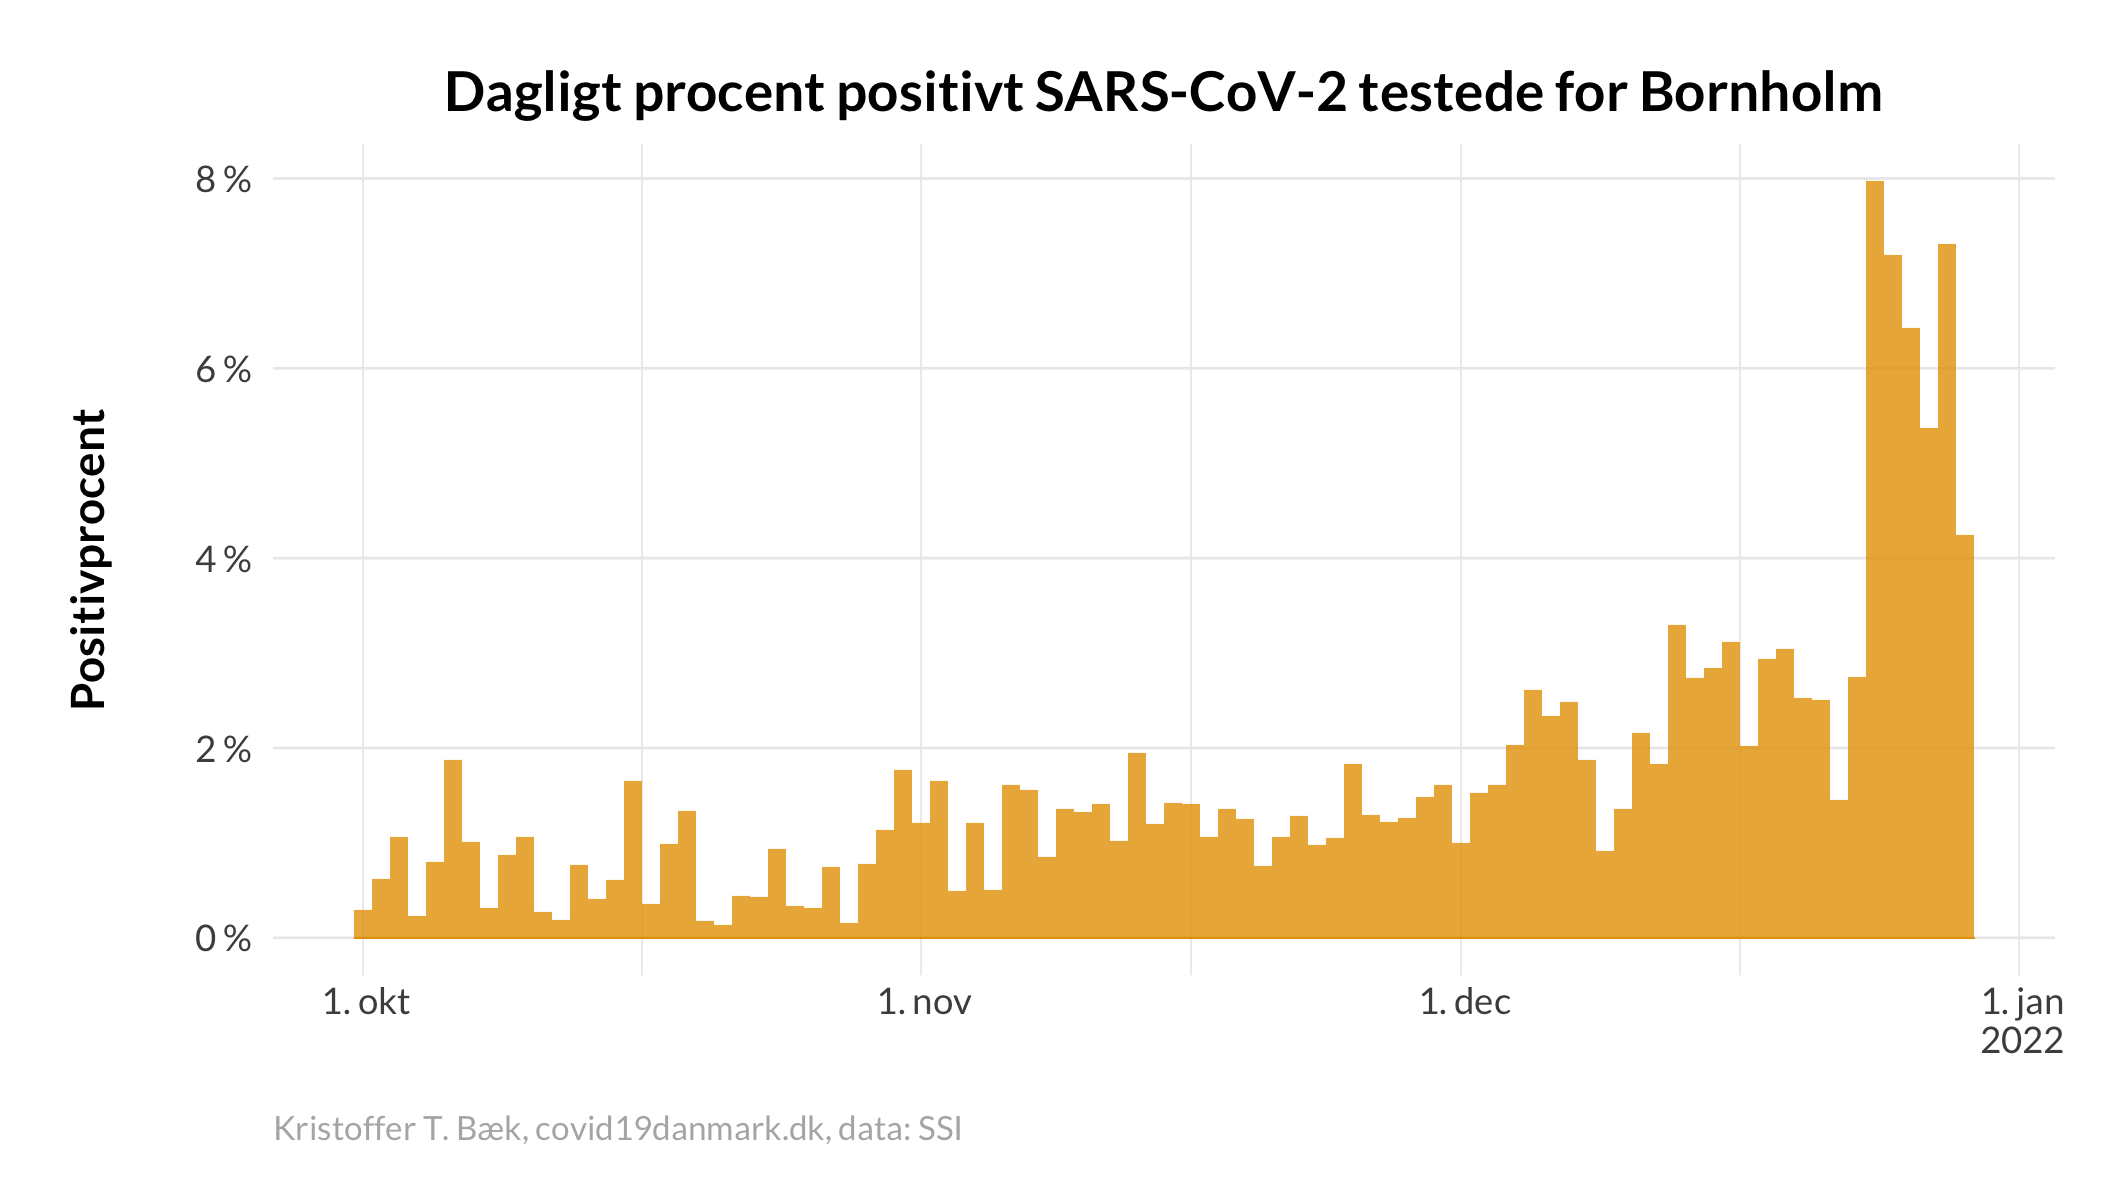 Dagligt procent positivt SARS-CoV-2 testede for Bornholm
Positivprocent
8 %
6 %
4 %
2 %
0 %
1. okt
1. nov
1. dec
1. jan
2022
Kristoffer T. Bæk, covid19danmark.dk, data: SSI